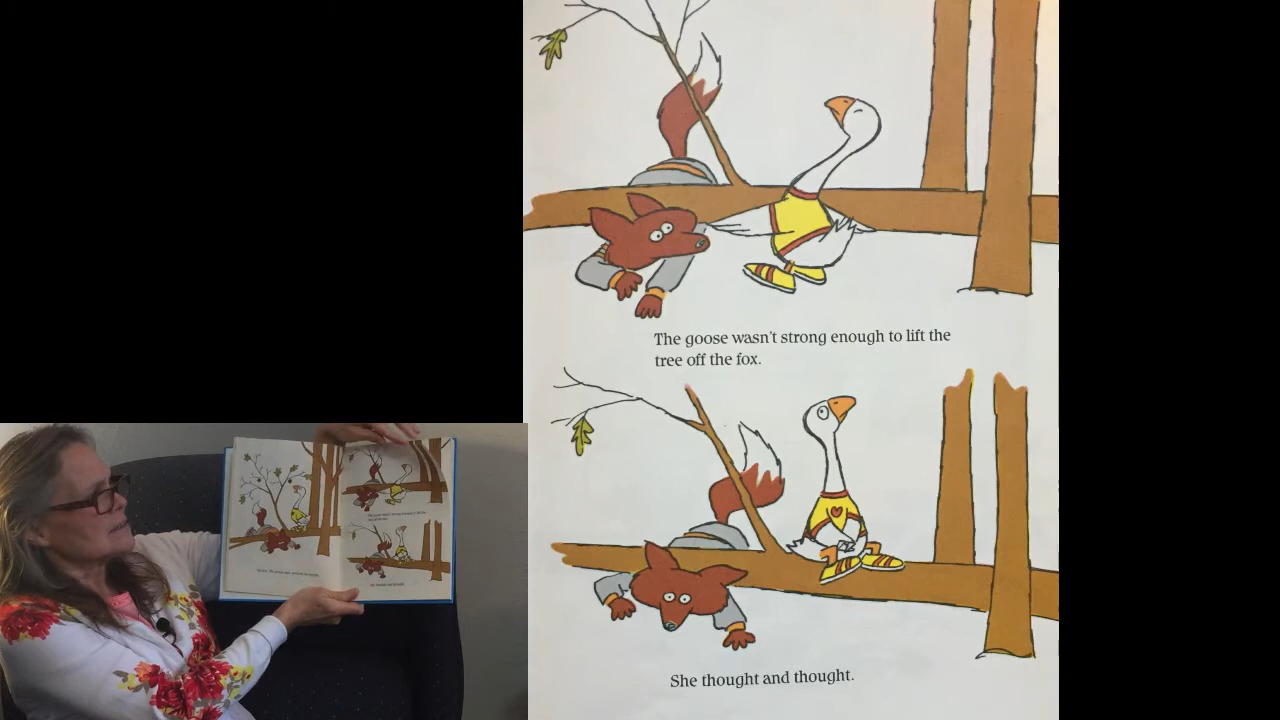 The goose wasn't strong enough to lift the
tree off the fox.
She thought and thought.